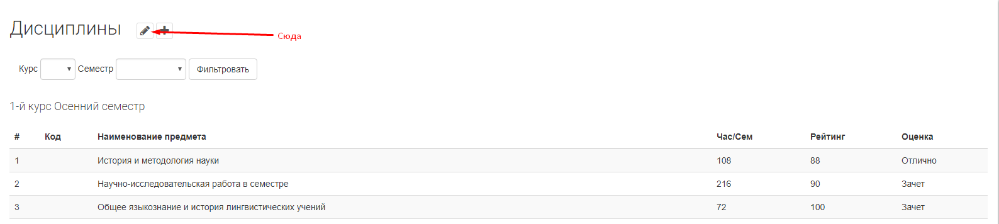 Дисциплины
Сюда
Курс Семестр Фильтровать
1-й курс Осенний семестр
# Код Наименование предмета Час/Сем Рейтинг Оценка
1 История и методология науки 108 88 Отлично
2 Научно-исследовательская работа в семестре 216 90 Зачет
3 Общее языкознание и история лингвистических учений 72 100 Зачет